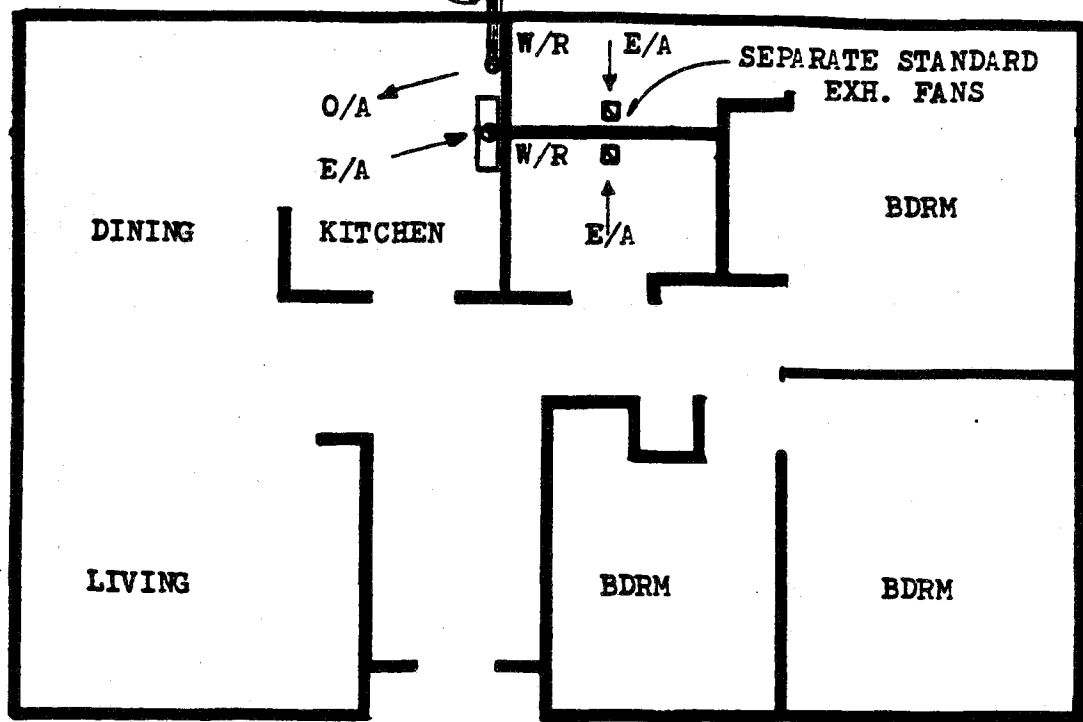 W/R
E/A
SEPARATE STANDARD
EXH. FANS
O/A
E/A
W/R
E/A
DINING
KITCHEN
BDRM
LIVING
BDRM
BDRM